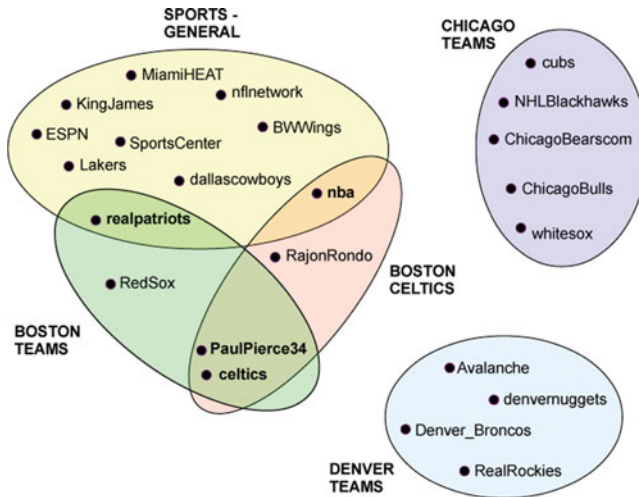 SPORTS -
GENERAL
MiamiHEAT
nflnetwork
KingJames
BWWings
ESPN
SportsCenter
Lakers
dallascowboys
nba
realpatriots
RajonRondo
RedSox
BOSTON
CELTICS
BOSTON
TEAMS
PaulPierce34
celtics
CHICAGO
TEAMS
cubs
NHLBlackhawks
ChicagoBearscom
ChicagoBulls
whitesox
Avalanche
denvernuggets
Denver_Broncos
RealRockies
DENVER
TEAMS